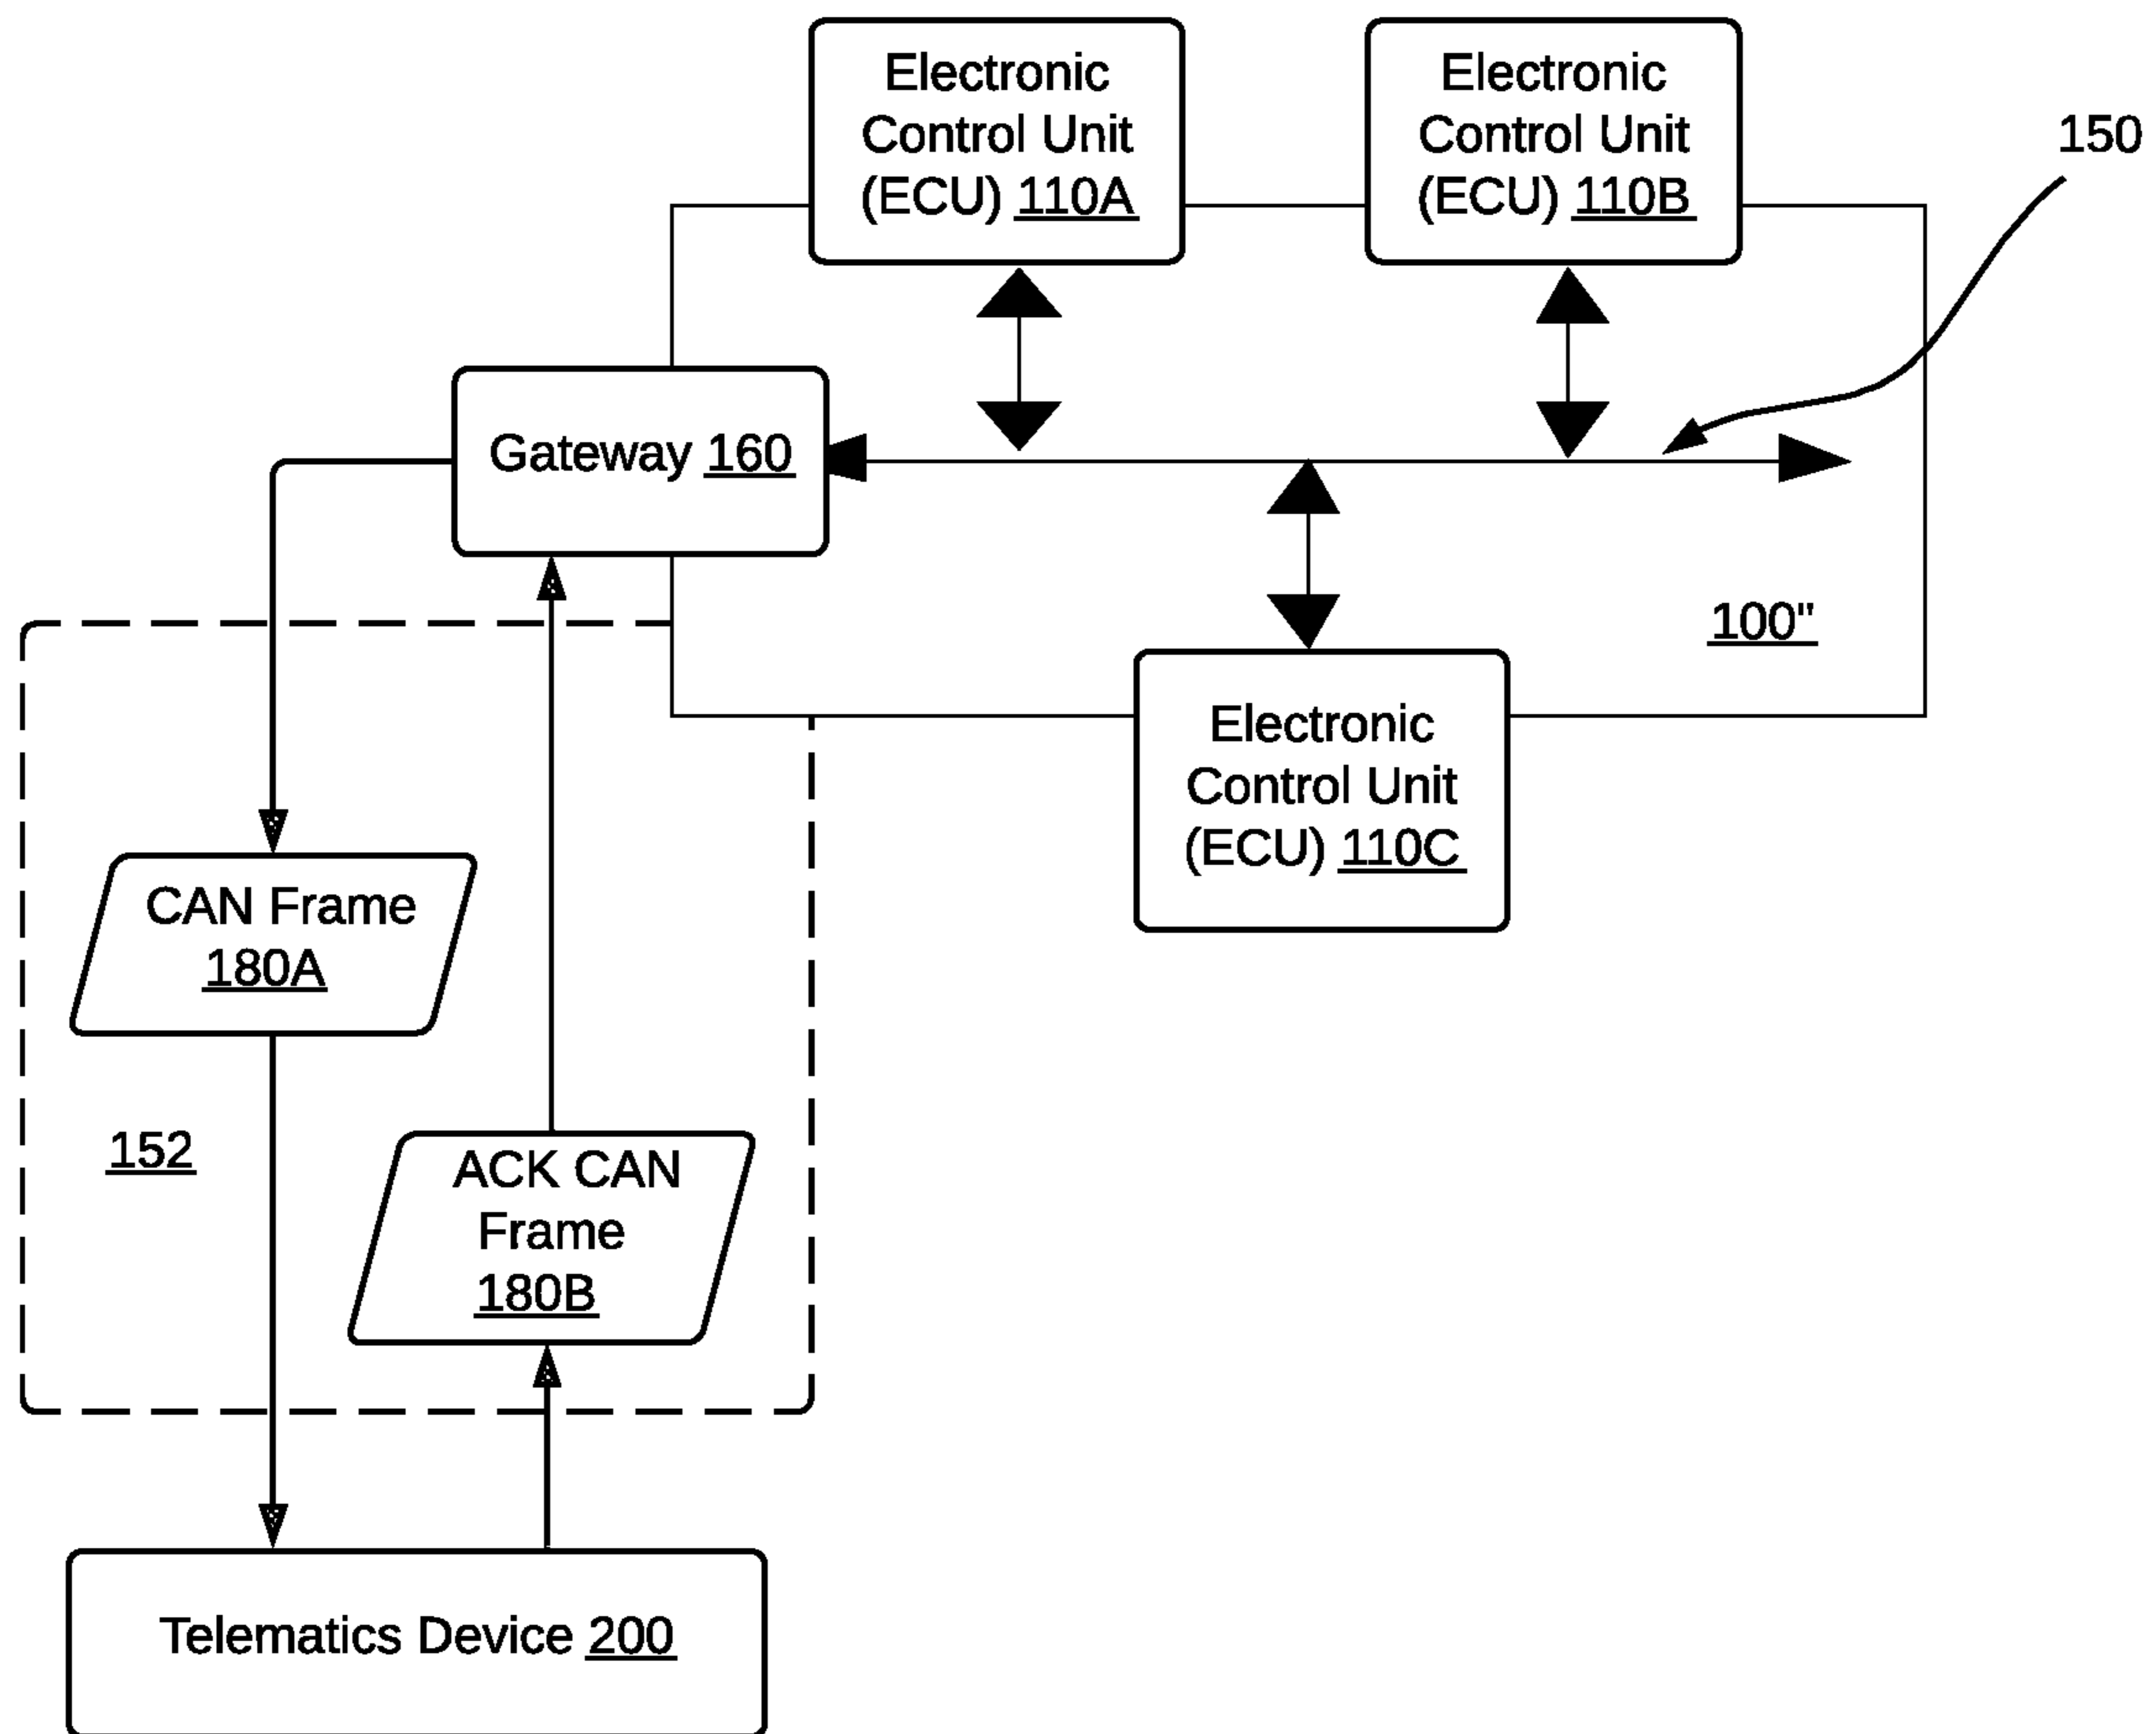 Electronic
Control Unit
(ECU) 110A
Electronic
Control Unit
(ECU) 110B
150
Gateway 160
100"
Electronic
Control Unit
(ECU) 110C
CAN Frame
180A
152
ACK CAN
Frame
180B
Telematics Device 200